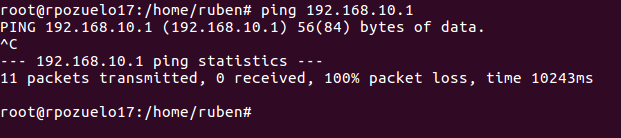 root@rpozuelo17:/home/ruben# ping 192.168.10.1
PING 192.168.10.1 (192.168.10.1) 56(84) bytes of data.
^C
--- 192.168.10.1 ping statistics ---
11 packets transmitted, 0 received, 100% packet loss, time 10243ms
root@rpozuelo17:/home/ruben#